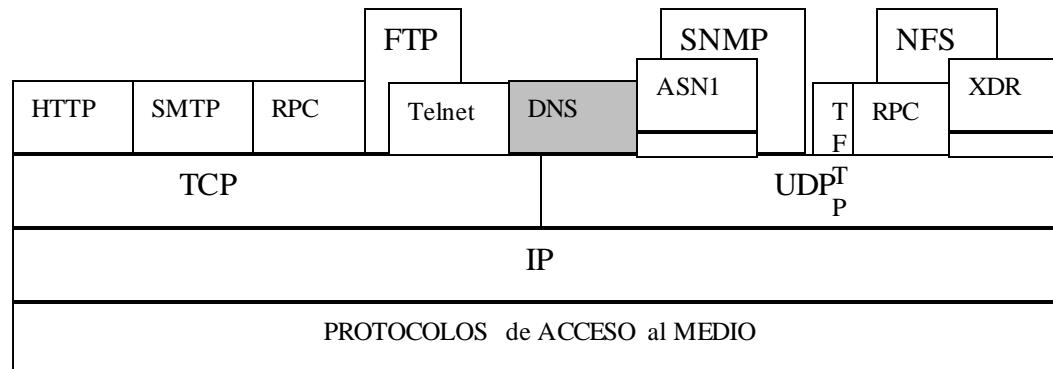 FTP SNMP NFS
HTTP SMTP RPC Telnet DNS ASN1 TFTP RPC XDR
TCP UDP
IP
PROTOCOLOS de ACCESO al MEDIO